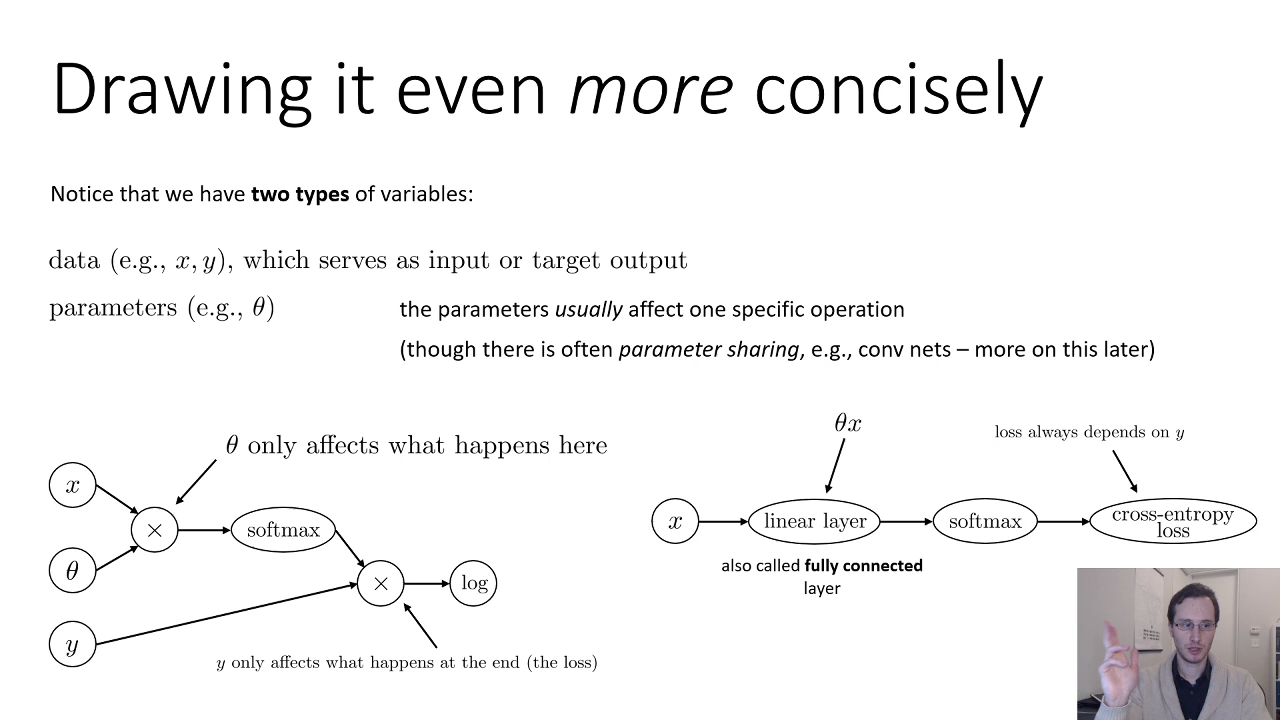 Drawing it even more concisely
Notice that we have two types of variables:
data (e.g., x, y), which serves as input or target output
parameters (e.g., θ)
the parameters usually affect one specific operation
(though there is often parameter sharing, e.g., conv nets – more on this later)
θ only affects what happens here
x
×
softmax
θ
×
log
y
y only affects what happens at the end (the loss)
θx
loss always depends on y
x
linear layer
softmax
cross-entropy
loss
also called fully connected
layer